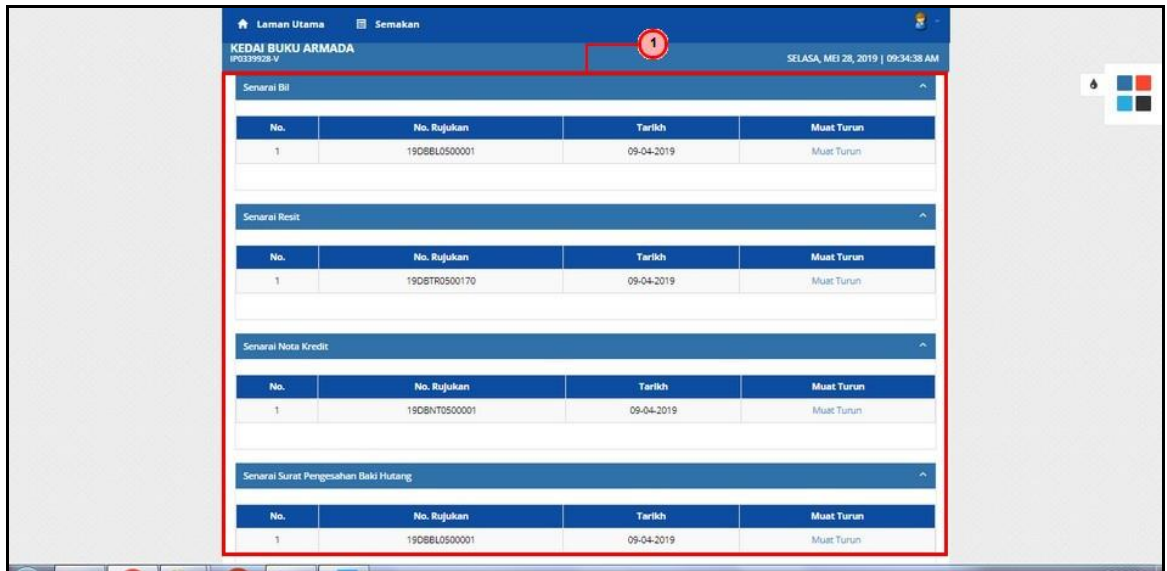 Laman Utama Semakan
KEDAI BUKU ARMADA
IP0339928-V
1
SELASA, MEI 28, 2019 | 09:34:38 AM
Senarai Bil
No. No. Rujukan Tarikh Muat Turun
1 19DBBL0500001 09-04-2019 Muat Turun
Senarai Resit
No. No. Rujukan Tarikh Muat Turun
1 19DBTR0500170 09-04-2019 Muat Turun
Senarai Nota Kredit
No. No. Rujukan Tarikh Muat Turun
1 19DBNT0500001 09-04-2019 Muat Turun
Senarai Surat Pengesahan Baki Hutang
No. No. Rujukan Tarikh Muat Turun
1 19DBBL0500001 09-04-2019 Muat Turun